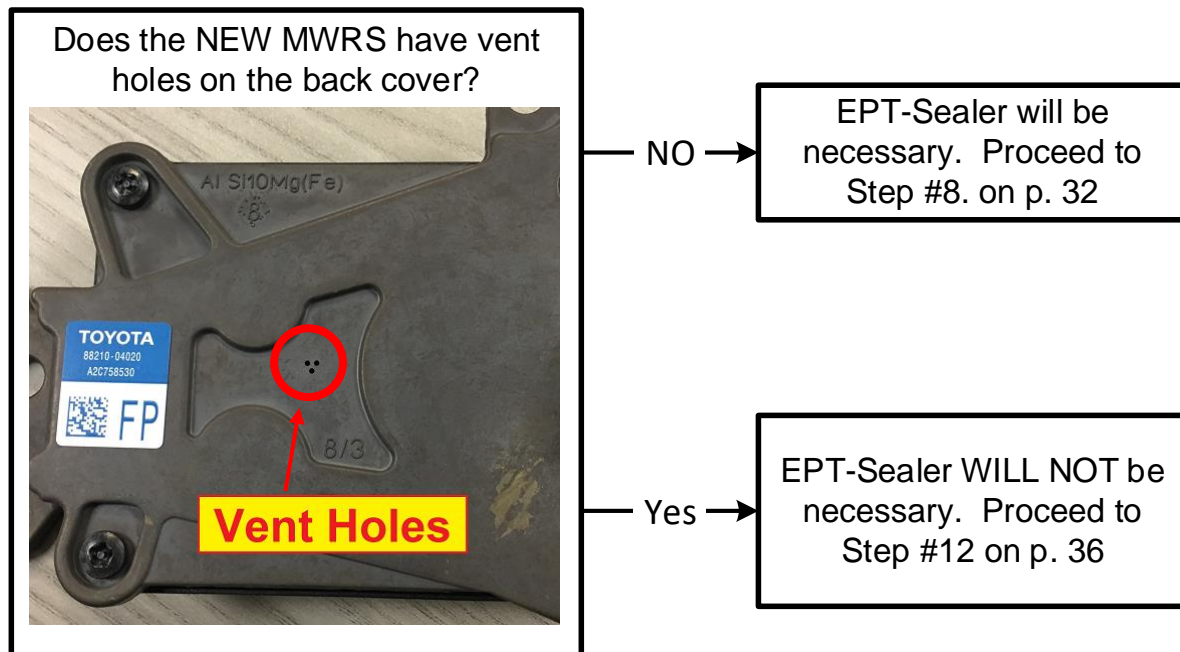 Does the NEW MWRS have vent
holes on the back cover?
Al Si10Mg(Fe)
8
TOYOTA
88210-04020
A2C758530
FP
8/3
Vent Holes
NO
EPT-Sealer will be
necessary. Proceed to
Step #8. on p. 32
Yes
EPT-Sealer WILL NOT be
necessary. Proceed to
Step #12 on p. 36